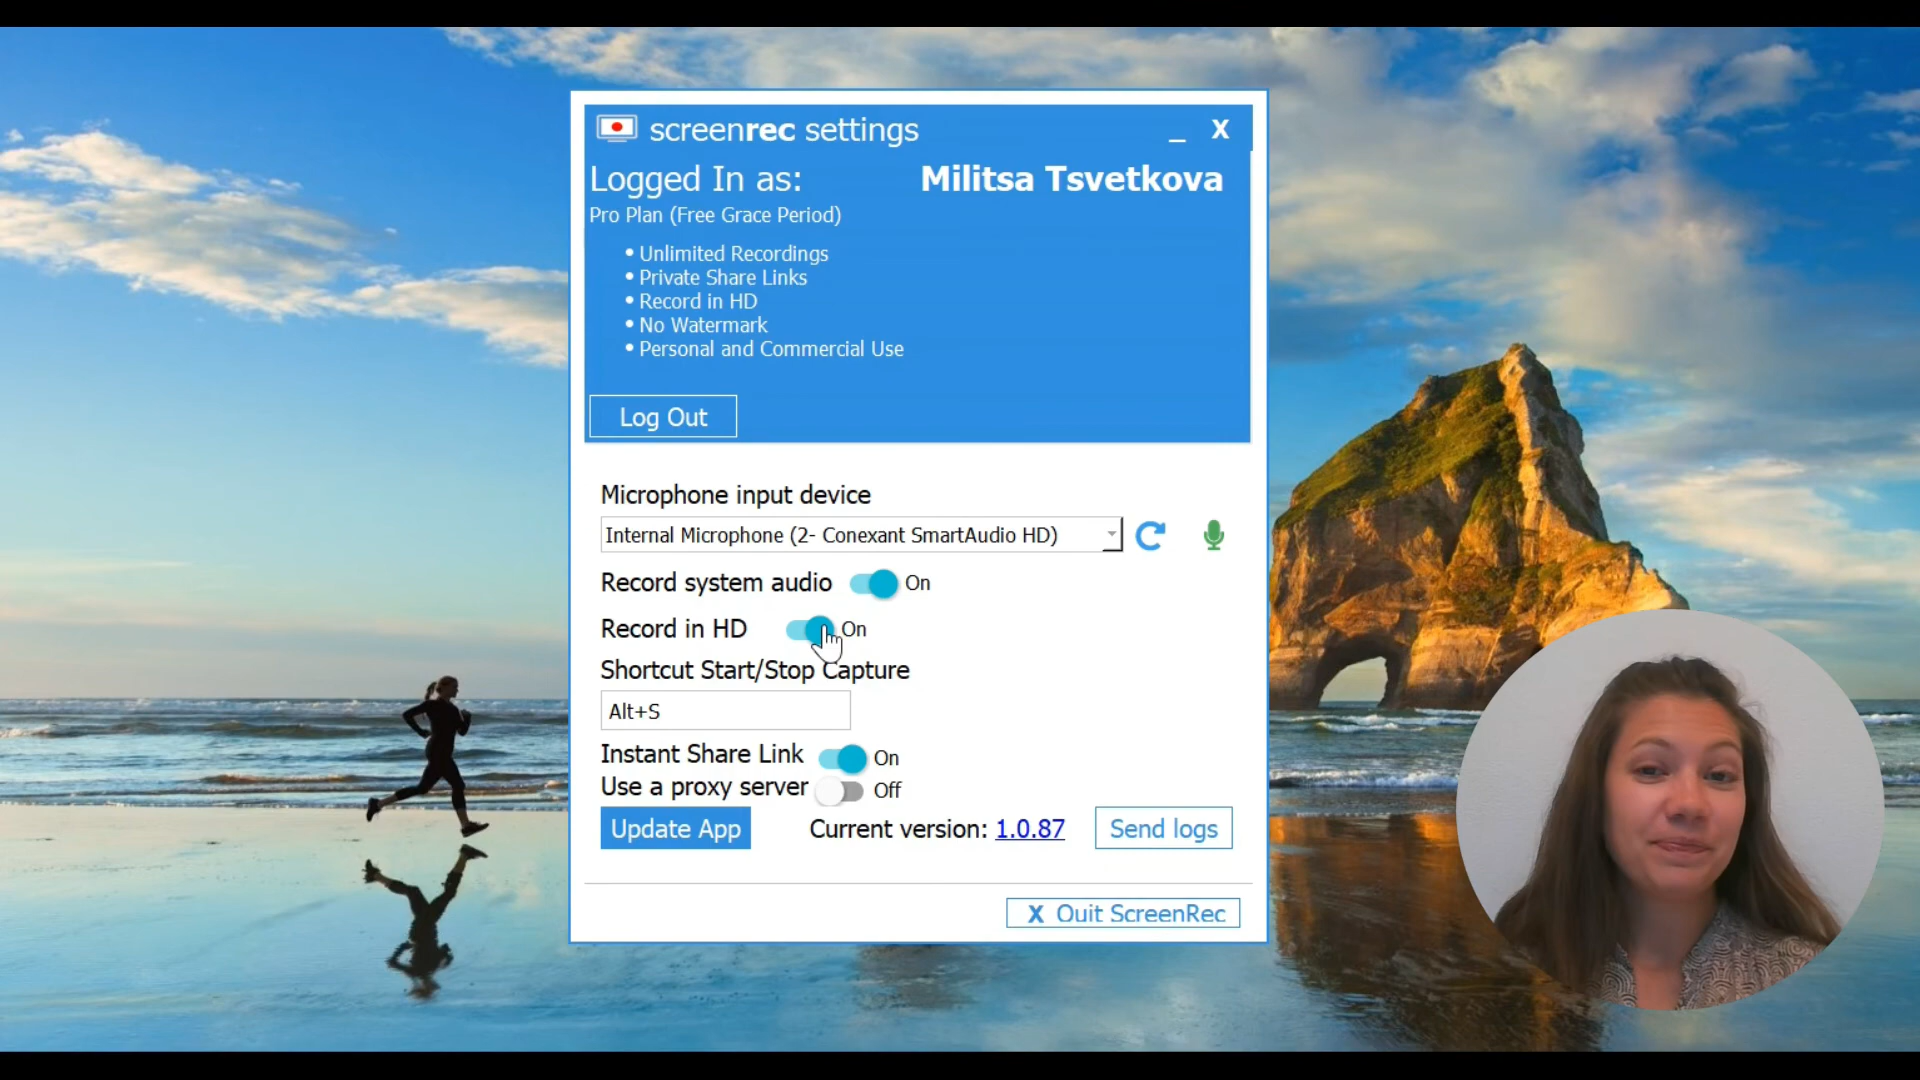 screenrec settings _ X
Logged In as: Militsa Tsvetkova
Pro Plan (Free Grace Period)
• Unlimited Recordings
• Private Share Links
• Record in HD
• No Watermark
• Personal and Commercial Use
Log Out
Microphone input device
Internal Microphone (2- Conexant SmartAudio HD)
Record system audio On
Record in HD On
Shortcut Start/Stop Capture
Alt+S
Instant Share Link On
Use a proxy server Off
Update App Current version: 1.0.87 Send logs
X Quit ScreenRec